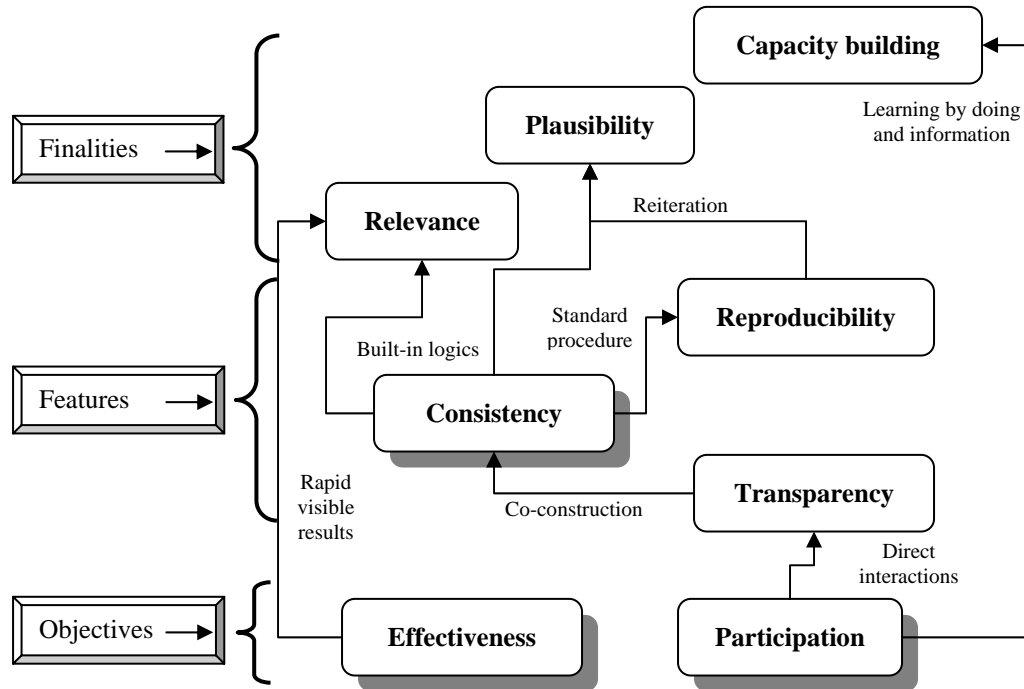 Capacity building
Learning by doing
and information
Plausibility
Finalities
Reiteration
Relevance
Standard
procedure
Reproducibility
Built-in logics
Features
Consistency
Rapid
visible
results
Transparency
Co-construction
Direct
interactions
Objectives
Effectiveness
Participation